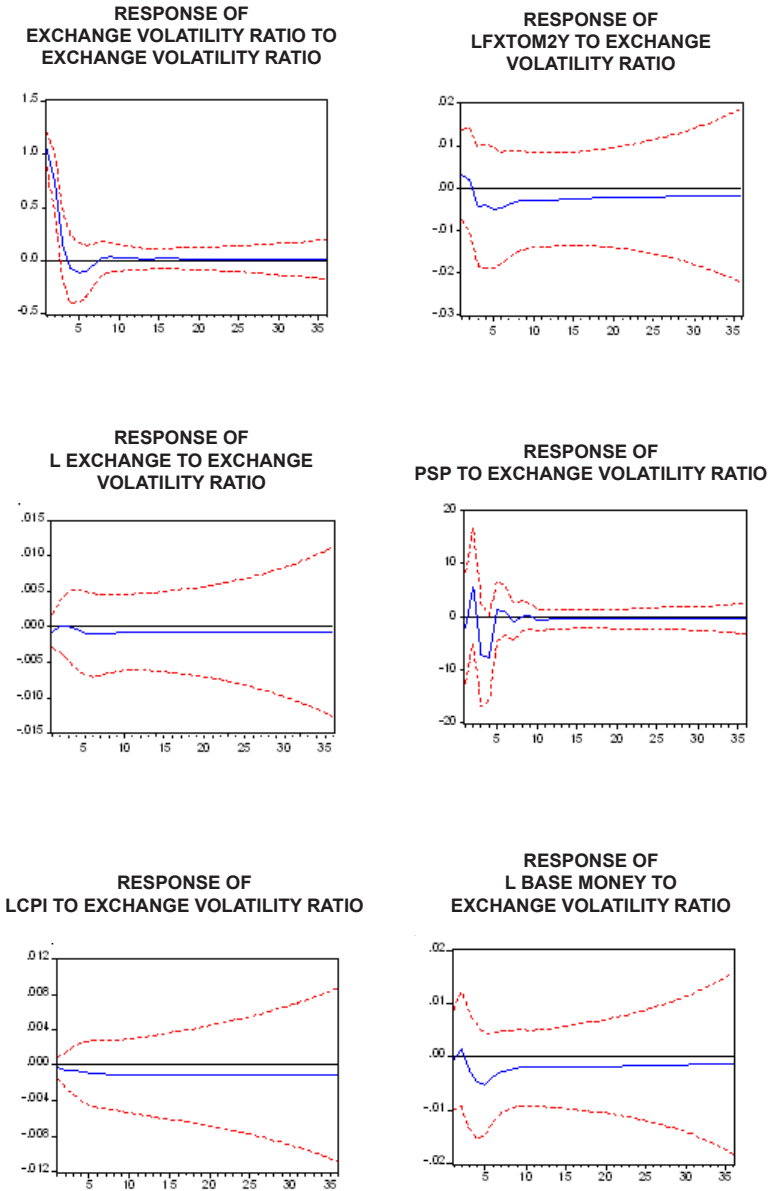 RESPONSE OF
EXCHANGE VOLATILITY RATIO TO
EXCHANGE VOLATILITY RATIO
1.5
1.0
0.5
0.0
-0.5
5 10 15 20 25 30 35
RESPONSE OF
LFXTOM2Y TO EXCHANGE
VOLATILITY RATIO
.02
.01
.00
-.01
-.02
-.03
5 10 15 20 25 30 35
RESPONSE OF
L EXCHANGE TO EXCHANGE
VOLATILITY RATIO
.015
.010
.005
.000
-.005
-.010
-.015
5 10 15 20 25 30 35
RESPONSE OF
PSP TO EXCHANGE VOLATILITY RATIO
20
10
0
-10
-20
5 10 15 20 25 30 35
RESPONSE OF
LCPI TO EXCHANGE VOLATILITY RATIO
.012
.008
.004
.000
-.004
-.008
-.012
5 10 15 20 25 30 35
RESPONSE OF
L BASE MONEY TO
EXCHANGE VOLATILITY RATIO
.02
.01
.00
-.01
-.02
5 10 15 20 25 30 35